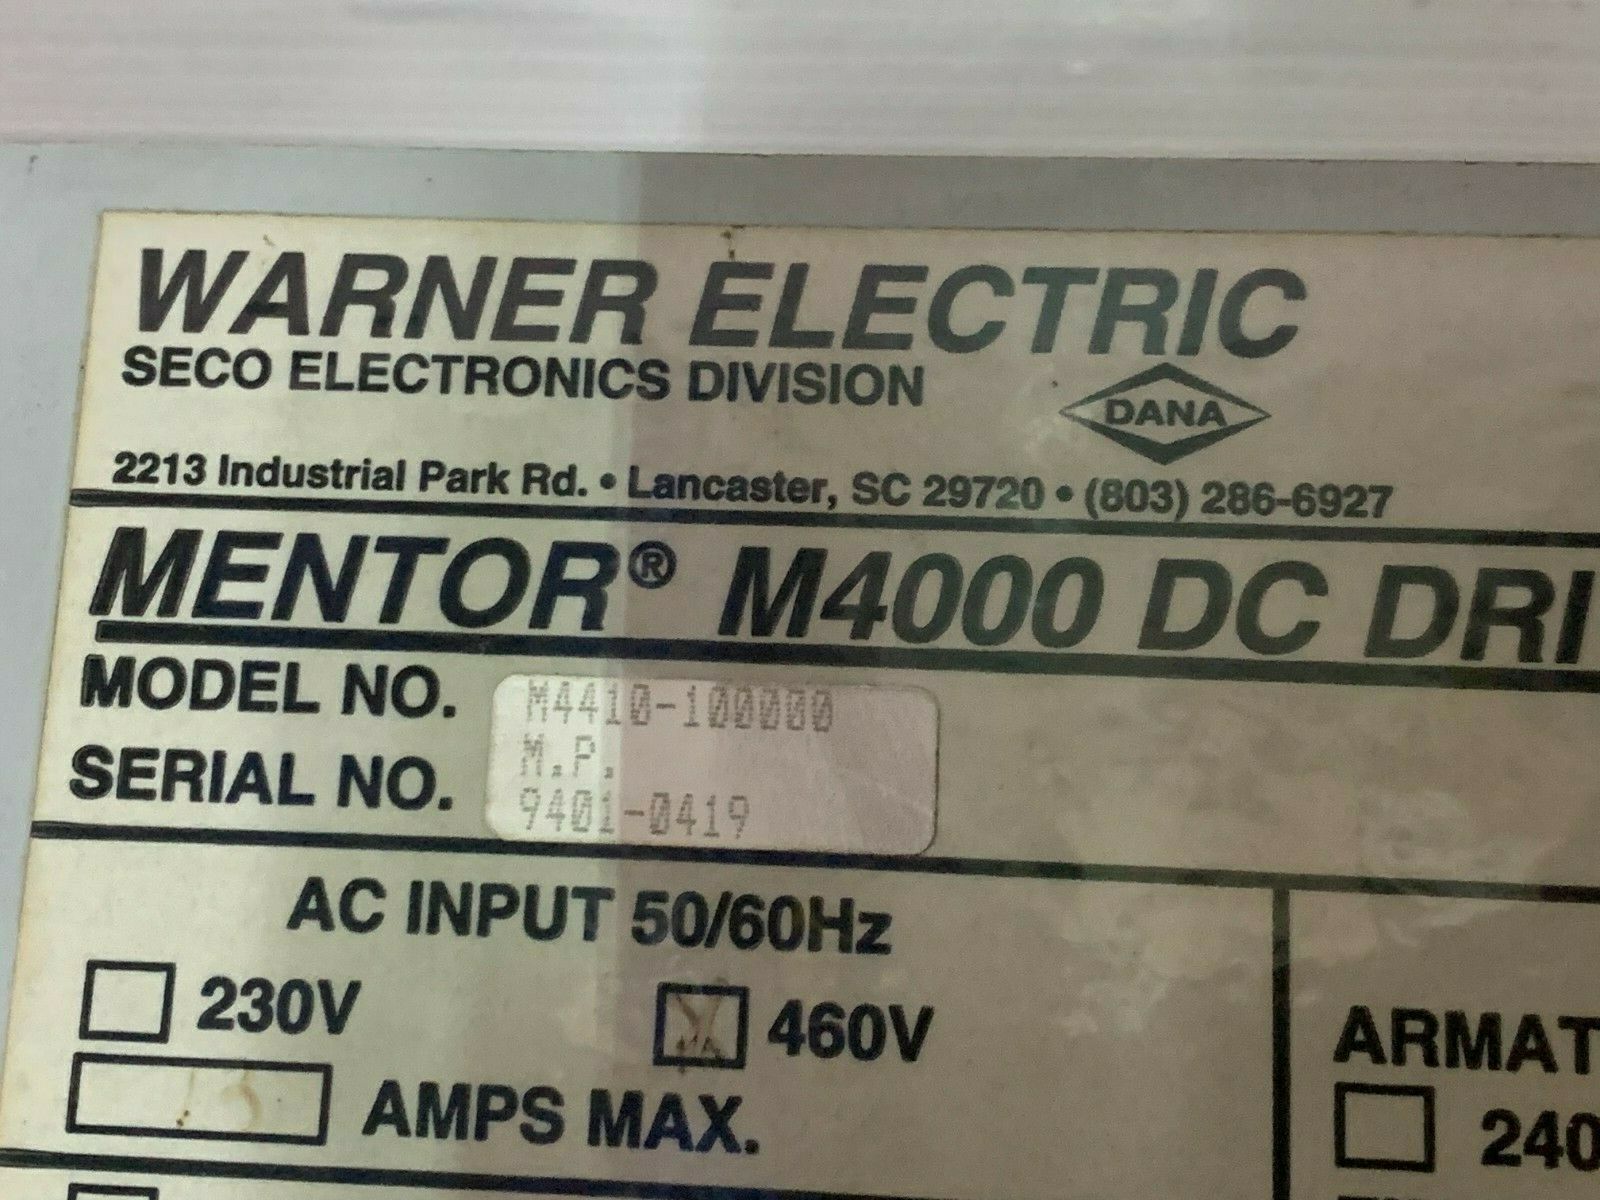 WARNER ELECTRIC
SECO ELECTRONICS DIVISION
DANA
2213 Industrial Park Rd. • Lancaster, SC 29720 • (803) 286-6927
MENTOR® M4000 DC DRI
MODEL NO. M4410-100000
M.P.
SERIAL NO. 9401-0419
AC INPUT 50/60Hz
230V X 460V
AMPS MAX.
ARMAT
240